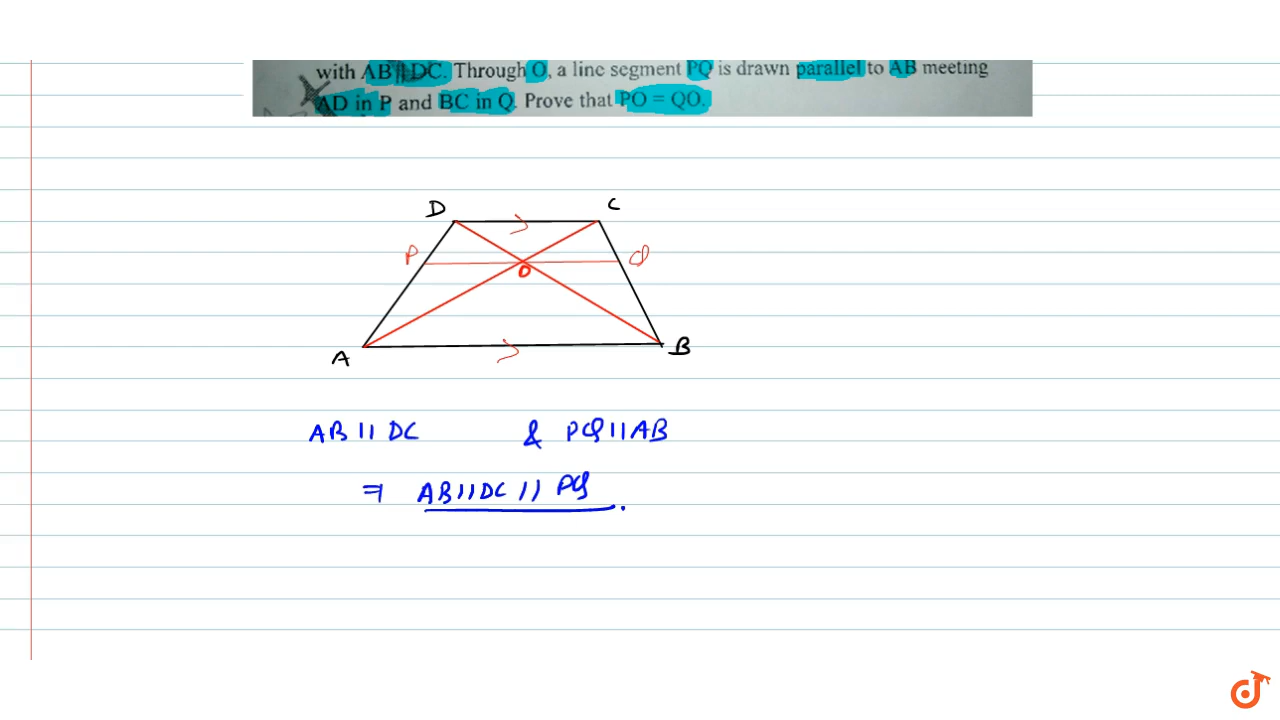 with AB || DC. Through O, a line segment PQ is drawn parallel to AB meeting
AD in P and BC in Q. Prove that PO = QO.
D C
P O Q
A B
AB || DC & PQ || AB
⇒ AB || DC || PQ.